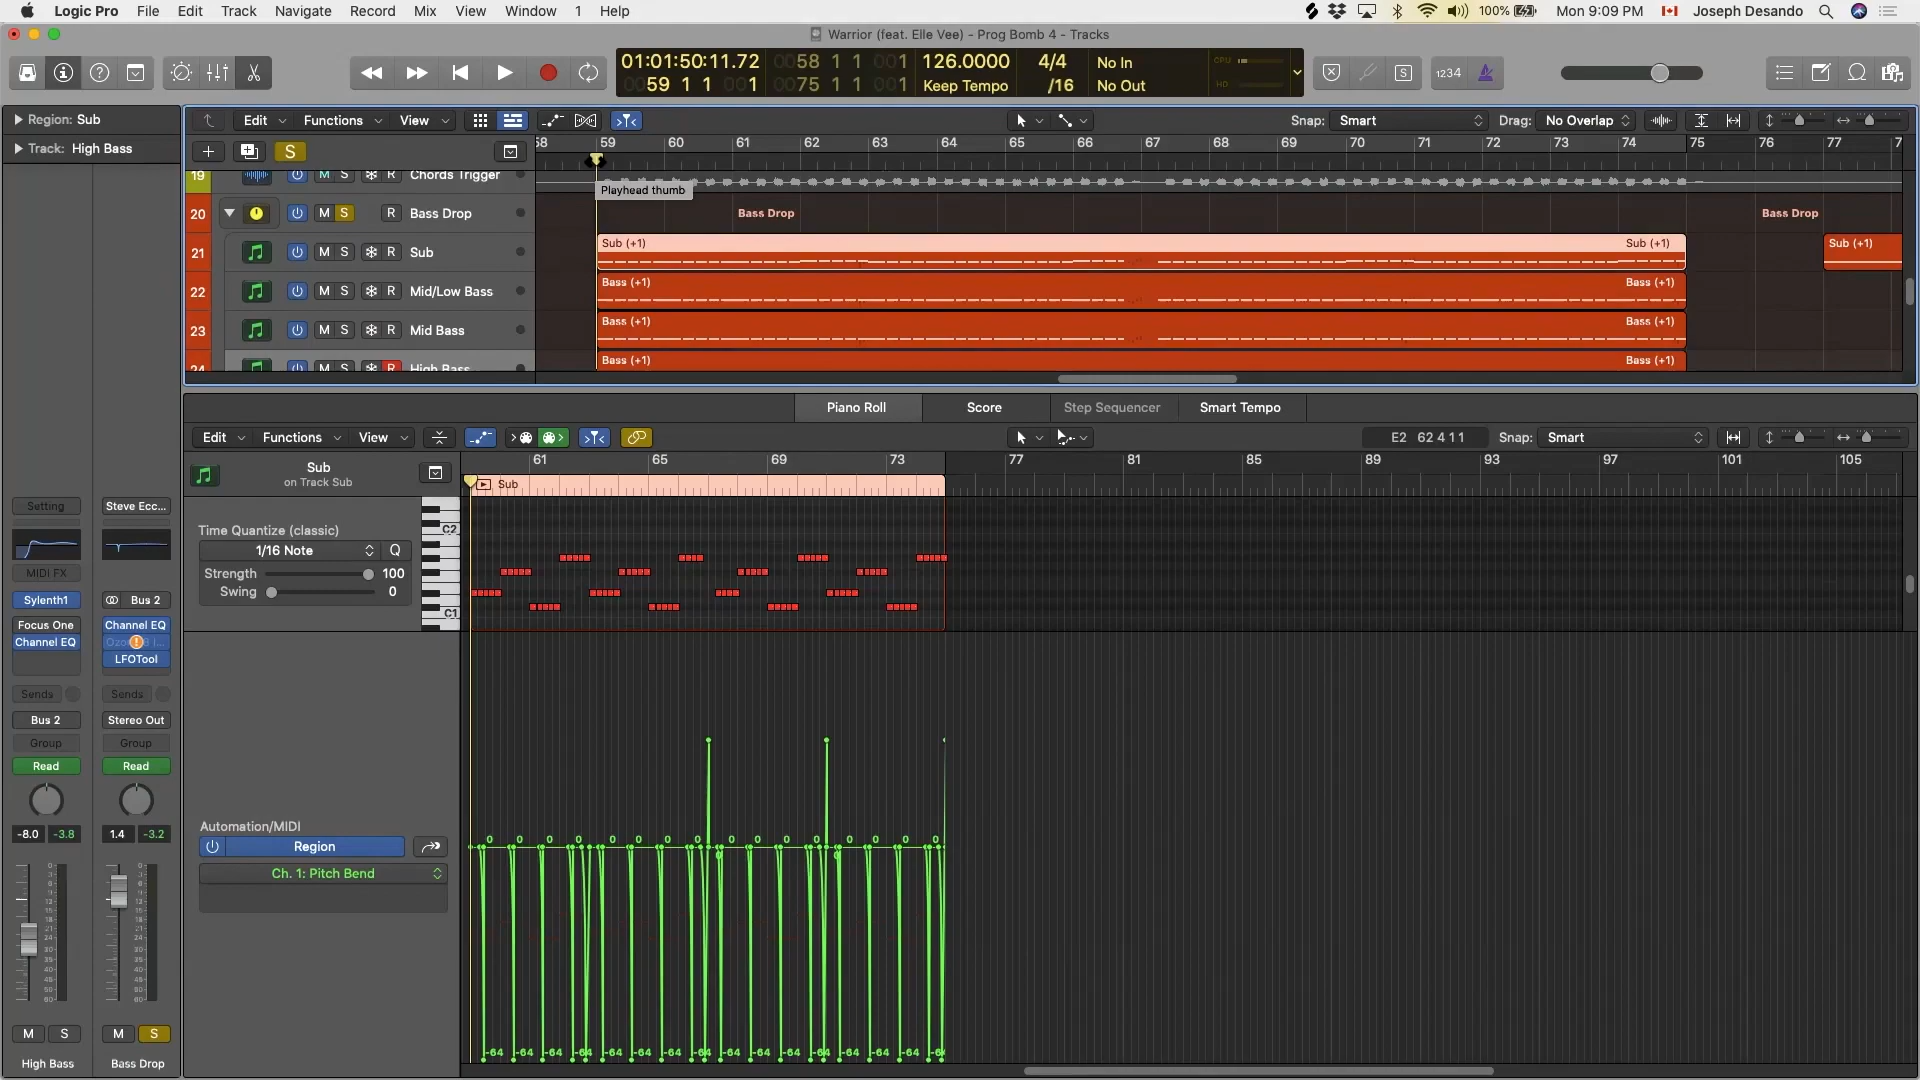 Logic Pro File Edit Track Navigate Record Mix View Window 1 Help
100% Mon 9:09 PM Joseph Desando
Warrior (feat. Elle Vee) - Prog Bomb 4 - Tracks
01:01:50:11.72 0058 1 1 001 126.0000 4/4 No In CPU
0059 1 1 001 0075 1 1 001 Keep Tempo /16 No Out HD
1234
Region: Sub
Track: High Bass
Edit Functions View Snap: Smart Drag: No Overlap
58 59 60 61 62 63 64 65 66 67 68 69 70 71 72 73 74 75 76 77
S
19 M S R Chords Trigger
Playhead thumb
20 M S R Bass Drop
Bass Drop Bass Drop
21 M S R Sub
Sub (+1) Sub (+1) Sub (+1)
22 M S R Mid/Low Bass
Bass (+1) Bass (+1)
23 M S R Mid Bass
Bass (+1) Bass (+1)
24 M S R High Bass
Bass (+1) Bass (+1)
Piano Roll Score Step Sequencer Smart Tempo
Edit Functions View E2 62 4 1 1 Snap: Smart
61 65 69 73 77 81 85 89 93 97 101 105
Sub
on Track Sub
Sub
Time Quantize (classic)
1/16 Note Q
Strength 100
Swing 0
C2
C1
Setting Steve Ecc...
MIDI FX
Sylenth1 Bus 2
Focus One Channel EQ
Channel EQ
LFOTool
Sends Sends
Bus 2 Stereo Out
Group Group
Read Read
-8.0 -3.8 1.4 -3.2
Automation/MIDI
Region
Ch. 1: Pitch Bend
0 0 0 0 0 0 0 0 0 0 0 0 0 0 0
-64 -64 -64 -64 -64 -64 -64 -64 -64 -64 -64 -64 -64 -64 -64
M S M S
High Bass Bass Drop